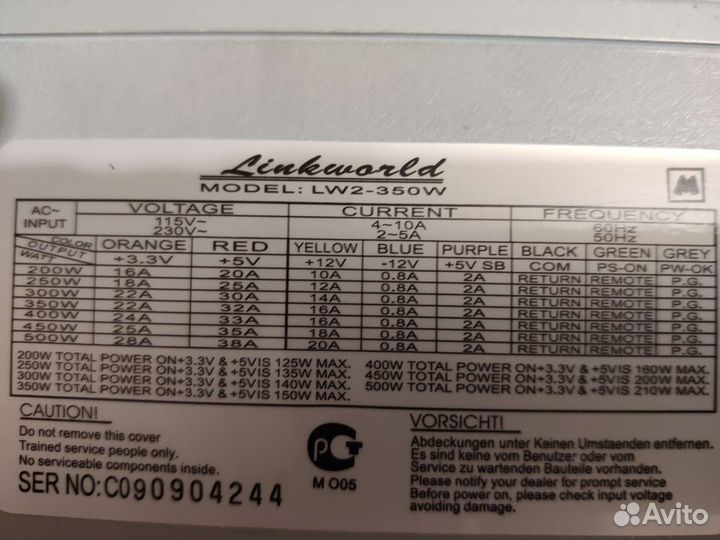 Linkworld
MODEL: LW2-350W
M
AC~ INPUT VOLTAGE CURRENT FREQUENCY
115V~ 4-10A 60Hz
230V~ 2-5A 50Hz
COLOR OUTPUT WATT ORANGE RED YELLOW BLUE PURPLE BLACK GREEN GREY
+3.3V +5V +12V -12V +5V SB COM PS-ON PW-OK
200W 16A 20A 10A 0.8A 2A RETURN REMOTE P.G.
250W 18A 25A 12A 0.8A 2A RETURN REMOTE P.G.
300W 22A 30A 14A 0.8A 2A RETURN REMOTE P.G.
350W 22A 32A 16A 0.8A 2A RETURN REMOTE P.G.
400W 24A 33A 16A 0.8A 2A RETURN REMOTE P.G.
450W 25A 35A 18A 0.8A 2A RETURN REMOTE P.G.
500W 28A 38A 20A 0.8A 2A RETURN REMOTE P.G.
200W TOTAL POWER ON+3.3V & +5VIS 125W MAX.
250W TOTAL POWER ON+3.3V & +5VIS 135W MAX.
300W TOTAL POWER ON+3.3V & +5VIS 140W MAX.
350W TOTAL POWER ON+3.3V & +5VIS 150W MAX.
400W TOTAL POWER ON+3.3V & +5VIS 160W MAX.
450W TOTAL POWER ON+3.3V & +5VIS 200W MAX.
500W TOTAL POWER ON+3.3V & +5VIS 210W MAX.
CAUTION!
Do not remove this cover
Trained service people only.
No serviceable components inside.
SER NO: C090904244
РСТ
М О05
VORSICHT!
Abdeckungen unter Keinen Umstaenden entfernen.
Es sind keine vom Benutzer oder vom
Service zu wartenden Bauteile vorhanden.
Please notify your dealer for prompt service
Before power on, please check input voltage
avoiding damag.
Avito